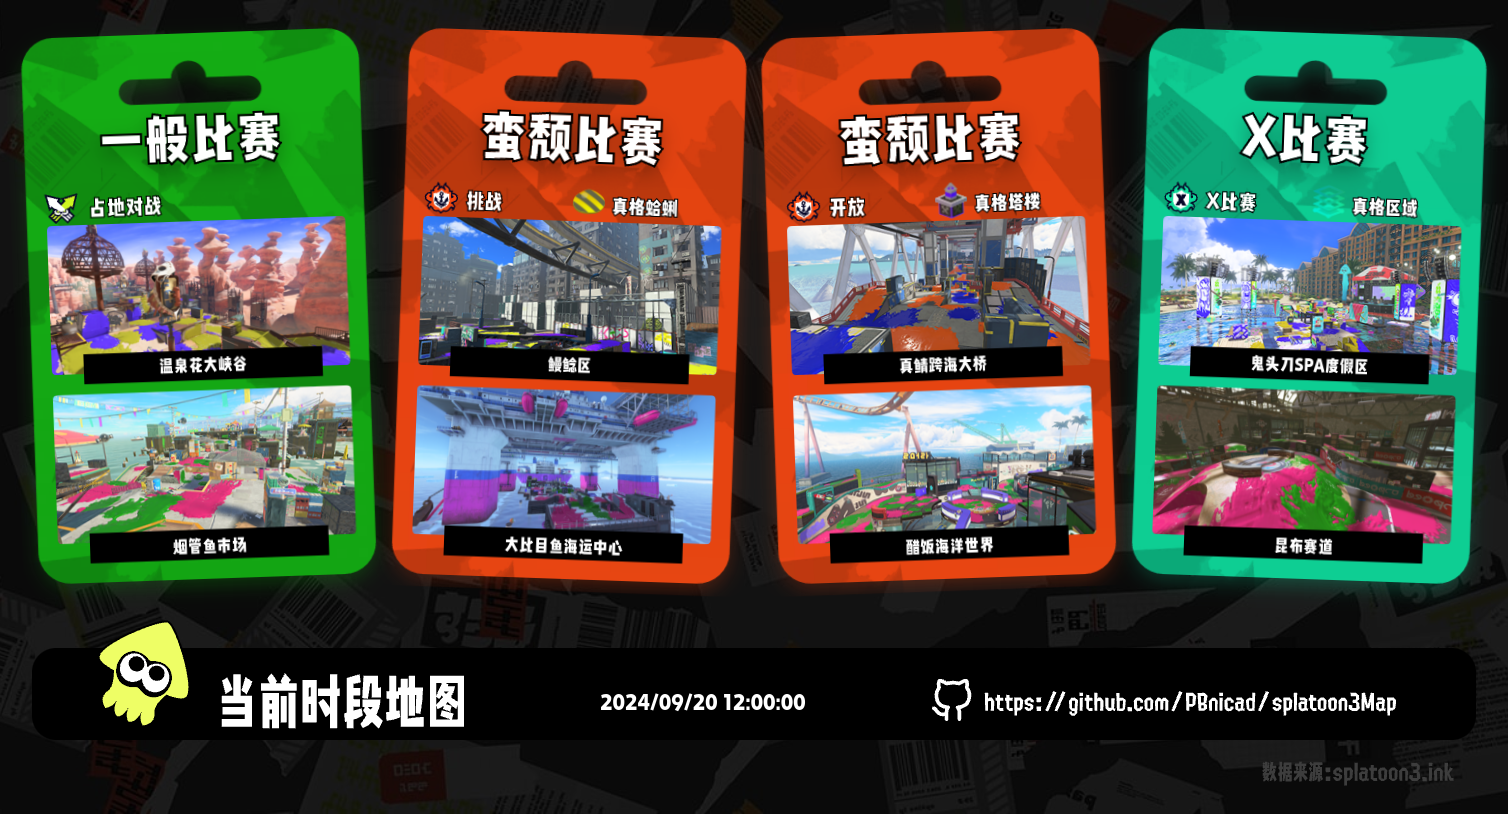 一般比赛
占地对战
温泉花大峡谷
烟管鱼市场
蛮颓比赛
挑战
真格蛤蜊
鳗鲶区
大比目鱼海运中心
蛮颓比赛
开放
真格塔楼
真鲷跨海大桥
醋饭海洋世界
X比赛
X比赛
真格区域
鬼头刀SPA度假区
昆布赛道
当前时段地图
2024/09/20 12:00:00
https://github.com/PBnicad/splatoon3Map
数据来源:splatoon3.ink